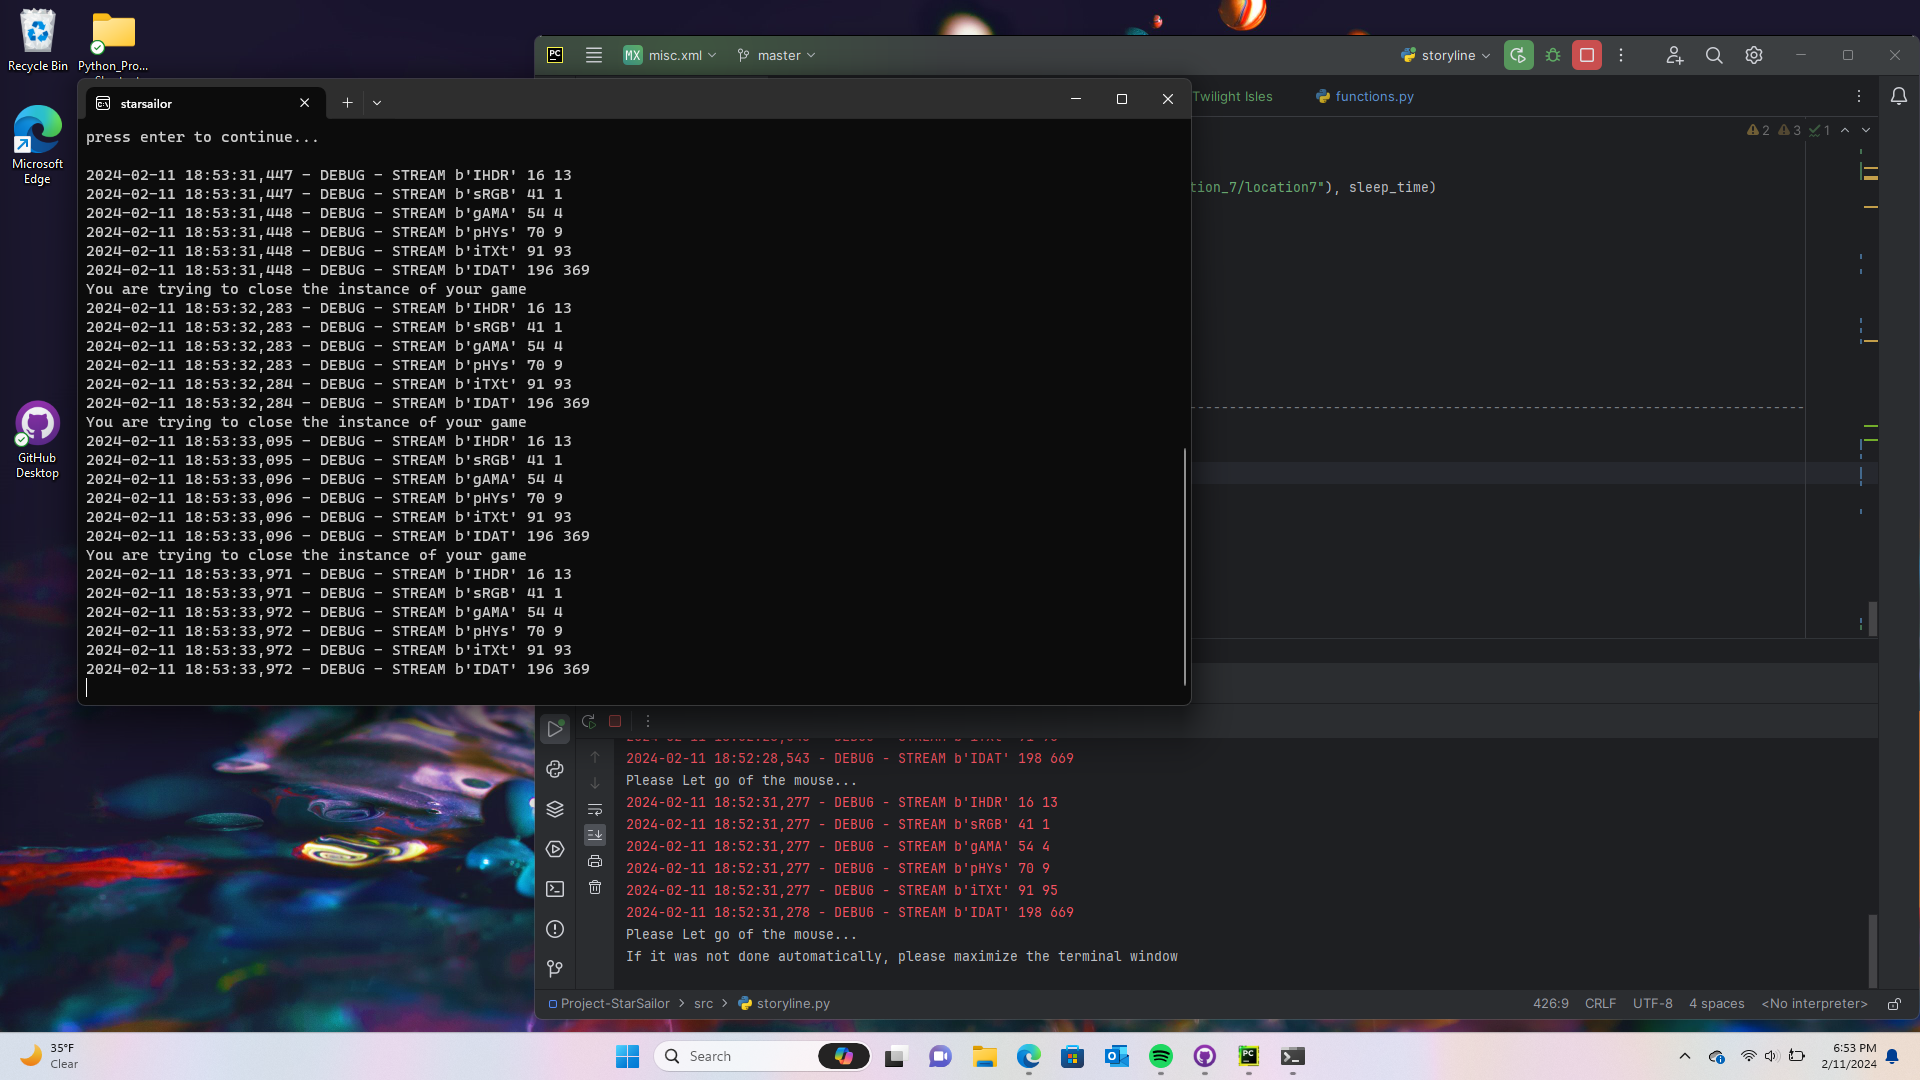 Recycle Bin
Python_Pro...
Microsoft
Edge
GitHub
Desktop
PC
MX misc.xml
master
storyline
Twilight Isles
functions.py
2 3 1
tion_7/location7"), sleep_time)
starsailor
press enter to continue...
2024-02-11 18:53:31,447 - DEBUG - STREAM b'IHDR' 16 13
2024-02-11 18:53:31,447 - DEBUG - STREAM b'sRGB' 41 1
2024-02-11 18:53:31,448 - DEBUG - STREAM b'gAMA' 54 4
2024-02-11 18:53:31,448 - DEBUG - STREAM b'pHYs' 70 9
2024-02-11 18:53:31,448 - DEBUG - STREAM b'iTXt' 91 93
2024-02-11 18:53:31,448 - DEBUG - STREAM b'IDAT' 196 369
You are trying to close the instance of your game
2024-02-11 18:53:32,283 - DEBUG - STREAM b'IHDR' 16 13
2024-02-11 18:53:32,283 - DEBUG - STREAM b'sRGB' 41 1
2024-02-11 18:53:32,283 - DEBUG - STREAM b'gAMA' 54 4
2024-02-11 18:53:32,283 - DEBUG - STREAM b'pHYs' 70 9
2024-02-11 18:53:32,284 - DEBUG - STREAM b'iTXt' 91 93
2024-02-11 18:53:32,284 - DEBUG - STREAM b'IDAT' 196 369
You are trying to close the instance of your game
2024-02-11 18:53:33,095 - DEBUG - STREAM b'IHDR' 16 13
2024-02-11 18:53:33,095 - DEBUG - STREAM b'sRGB' 41 1
2024-02-11 18:53:33,096 - DEBUG - STREAM b'gAMA' 54 4
2024-02-11 18:53:33,096 - DEBUG - STREAM b'pHYs' 70 9
2024-02-11 18:53:33,096 - DEBUG - STREAM b'iTXt' 91 93
2024-02-11 18:53:33,096 - DEBUG - STREAM b'IDAT' 196 369
You are trying to close the instance of your game
2024-02-11 18:53:33,971 - DEBUG - STREAM b'IHDR' 16 13
2024-02-11 18:53:33,971 - DEBUG - STREAM b'sRGB' 41 1
2024-02-11 18:53:33,972 - DEBUG - STREAM b'gAMA' 54 4
2024-02-11 18:53:33,972 - DEBUG - STREAM b'pHYs' 70 9
2024-02-11 18:53:33,972 - DEBUG - STREAM b'iTXt' 91 93
2024-02-11 18:53:33,972 - DEBUG - STREAM b'IDAT' 196 369
2024-02-11 18:52:28,543 - DEBUG - STREAM b'IDAT' 198 669
Please Let go of the mouse...
2024-02-11 18:52:31,277 - DEBUG - STREAM b'IHDR' 16 13
2024-02-11 18:52:31,277 - DEBUG - STREAM b'sRGB' 41 1
2024-02-11 18:52:31,277 - DEBUG - STREAM b'gAMA' 54 4
2024-02-11 18:52:31,277 - DEBUG - STREAM b'pHYs' 70 9
2024-02-11 18:52:31,277 - DEBUG - STREAM b'iTXt' 91 95
2024-02-11 18:52:31,278 - DEBUG - STREAM b'IDAT' 198 669
Please Let go of the mouse...
If it was not done automatically, please maximize the terminal window
Project-StarSailor > src > storyline.py
426:9 CRLF UTF-8 4 spaces <No interpreter>
35°F
Clear
Search
PC
6:53 PM
2/11/2024